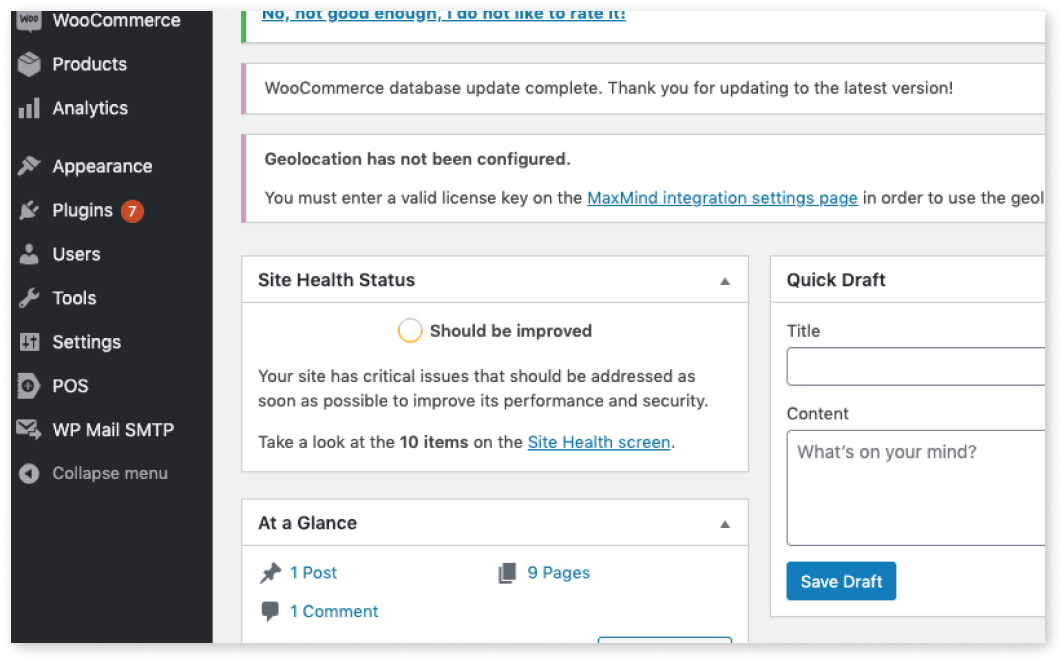 WooCommerce
Products
Analytics
Appearance
Plugins 7
Users
Tools
Settings
POS
WP Mail SMTP
Collapse menu
No, not good enough, I do not like to rate it!
WooCommerce database update complete. Thank you for updating to the latest version!
Geolocation has not been configured.
You must enter a valid license key on the MaxMind integration settings page in order to use the geol
Site Health Status
Should be improved
Your site has critical issues that should be addressed as
soon as possible to improve its performance and security.
Take a look at the 10 items on the Site Health screen.
At a Glance
1 Post
9 Pages
1 Comment
Quick Draft
Title
Content
What's on your mind?
Save Draft